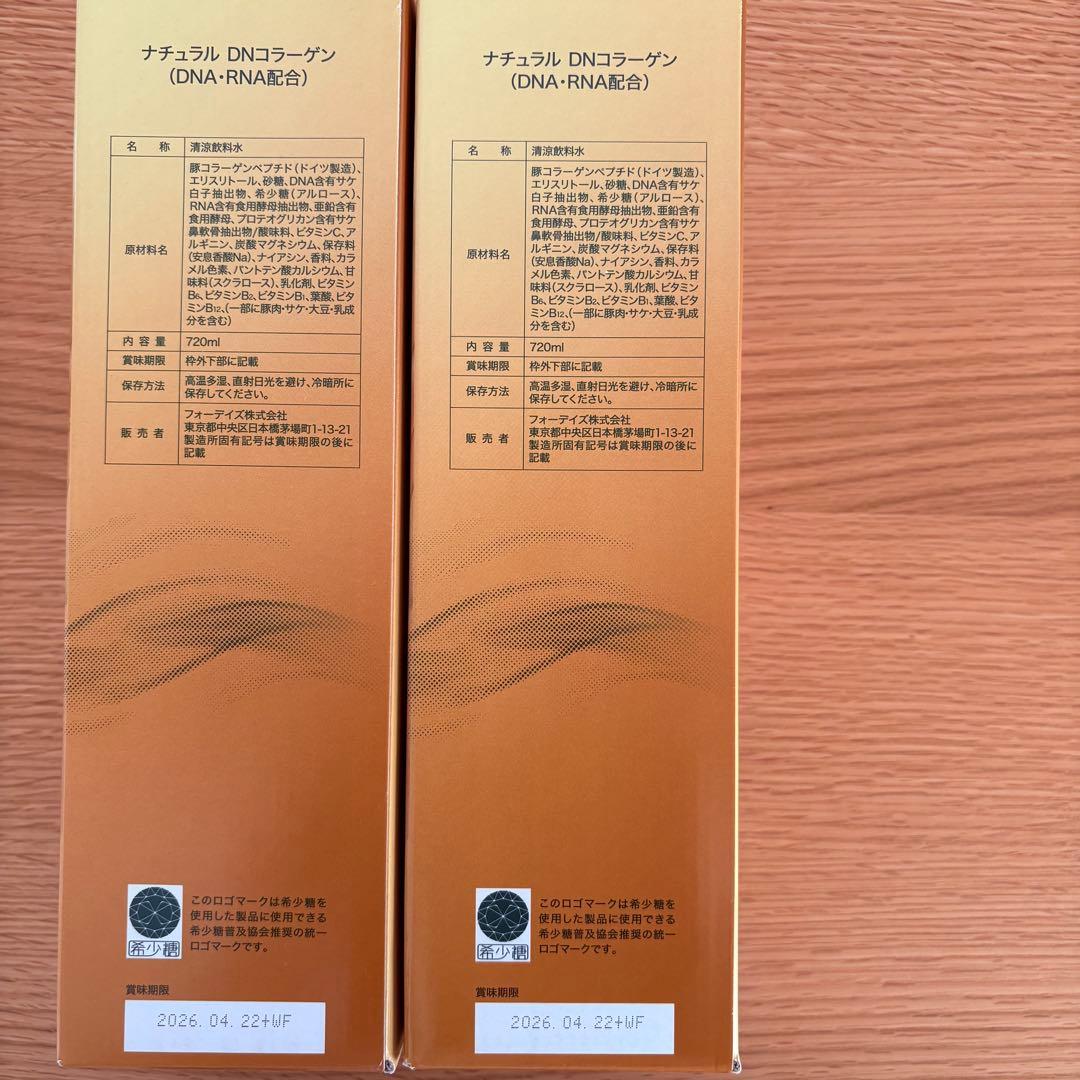 ナチュラル DNコラーゲン
(DNA・RNA配合)
名称 清涼飲料水
原材料名
豚コラーゲンペプチド(ドイツ製造)、
エリスリトール、砂糖、DNA含有サケ
白子抽出物、希少糖(アルロース)、
RNA含有食用酵母抽出物、亜鉛含有
食用酵母、プロテオグリカン含有サケ
鼻軟骨抽出物/酸味料、ビタミンC、ア
ルギニン、炭酸マグネシウム、保存料
(安息香酸Na)、ナイアシン、香料、カラ
メル色素、パントテン酸カルシウム、甘
味料(スクラロース)、乳化剤、ビタミン
B₆、ビタミンB₂、ビタミンB₁、葉酸、ビタ
ミンB₁₂、(一部に豚肉・サケ・大豆・乳成
分を含む)
内容量 720ml
賞味期限 枠外下部に記載
保存方法 高温多湿、直射日光を避け、冷暗所に
保存してください。
販売者
フォーデイズ株式会社
東京都中央区日本橋茅場町1-13-21
製造所固有記号は賞味期限の後に
記載
希少糖
このロゴマークは希少糖を
使用した製品に使用できる
希少糖普及協会推奨の統一
ロゴマークです。
賞味期限
2026.04.22+WF
ナチュラル DNコラーゲン
(DNA・RNA配合)
名称 清涼飲料水
原材料名
豚コラーゲンペプチド(ドイツ製造)、
エリスリトール、砂糖、DNA含有サケ
白子抽出物、希少糖(アルロース)、
RNA含有食用酵母抽出物、亜鉛含有
食用酵母、プロテオグリカン含有サケ
鼻軟骨抽出物/酸味料、ビタミンC、ア
ルギニン、炭酸マグネシウム、保存料
(安息香酸Na)、ナイアシン、香料、カラ
メル色素、パントテン酸カルシウム、甘
味料(スクラロース)、乳化剤、ビタミン
B₆、ビタミンB₂、ビタミンB₁、葉酸、ビタ
ミンB₁₂、(一部に豚肉・サケ・大豆・乳成
分を含む)
内容量 720ml
賞味期限 枠外下部に記載
保存方法 高温多湿、直射日光を避け、冷暗所に
保存してください。
販売者
フォーデイズ株式会社
東京都中央区日本橋茅場町1-13-21
製造所固有記号は賞味期限の後に
記載
希少糖
このロゴマークは希少糖を
使用した製品に使用できる
希少糖普及協会推奨の統一
ロゴマークです。
賞味期限
2026.04.22+WF